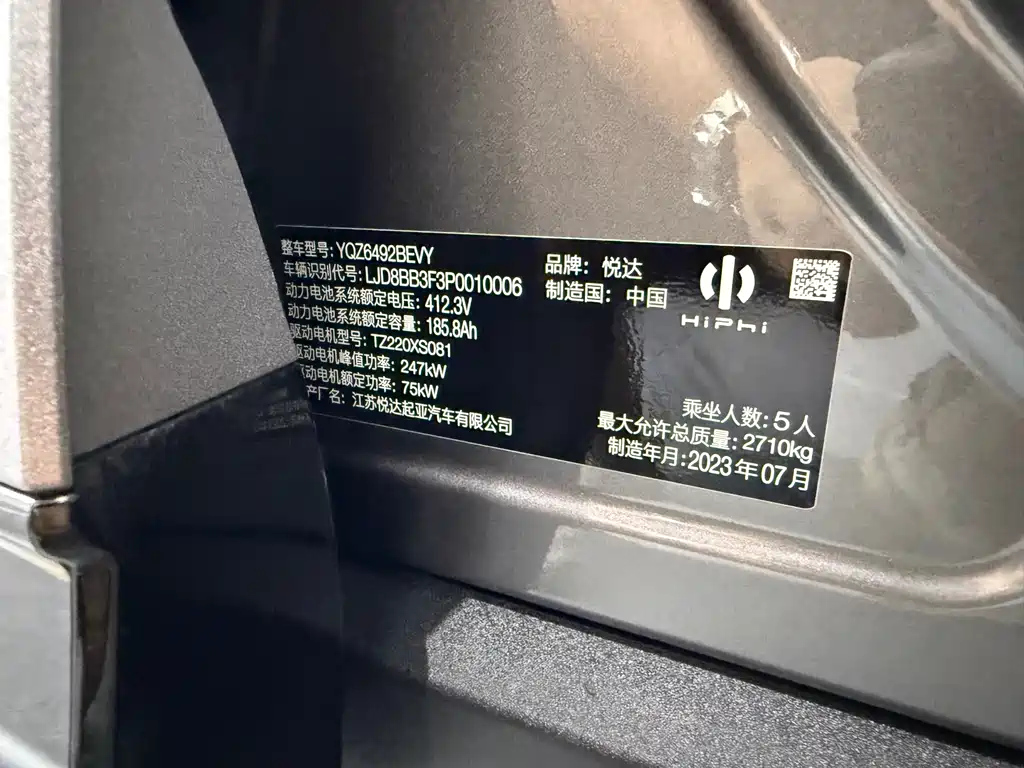 整车型号: YQZ6492BEVY
车辆识别代号: LJD8BB3F3P0010006
动力电池系统额定电压: 412.3V
动力电池系统额定容量: 185.8Ah
驱动电机型号: TZ220XS081
驱动电机峰值功率: 247kW
驱动电机额定功率: 75kW
产厂名: 江苏悦达起亚汽车有限公司
品牌: 悦达
制造国: 中国
HiPhi
乘坐人数: 5人
最大允许总质量: 2710kg
制造年月: 2023年07月